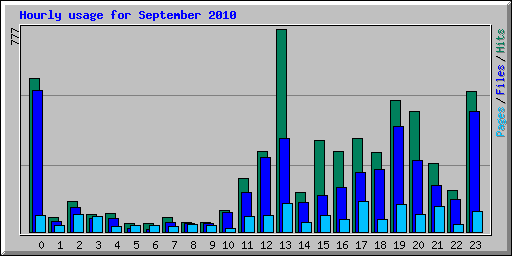 Hourly usage for September 2010
777
Pages / Files / Hits
0 1 2 3 4 5 6 7 8 9 10 11 12 13 14 15 16 17 18 19 20 21 22 23